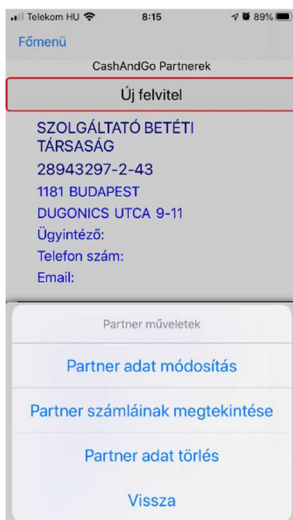 Telekom HU 8:15 89%
Főmenü
CashAndGo Partnerek
Új felvitel
SZOLGÁLTATÓ BETÉTI
TÁRSASÁG
28943297-2-43
1181 BUDAPEST
DUGONICS UTCA 9-11
Ügyintéző:
Telefon szám:
Email:
Partner műveletek
Partner adat módosítás
Partner számláinak megtekintése
Partner adat törlés
Vissza